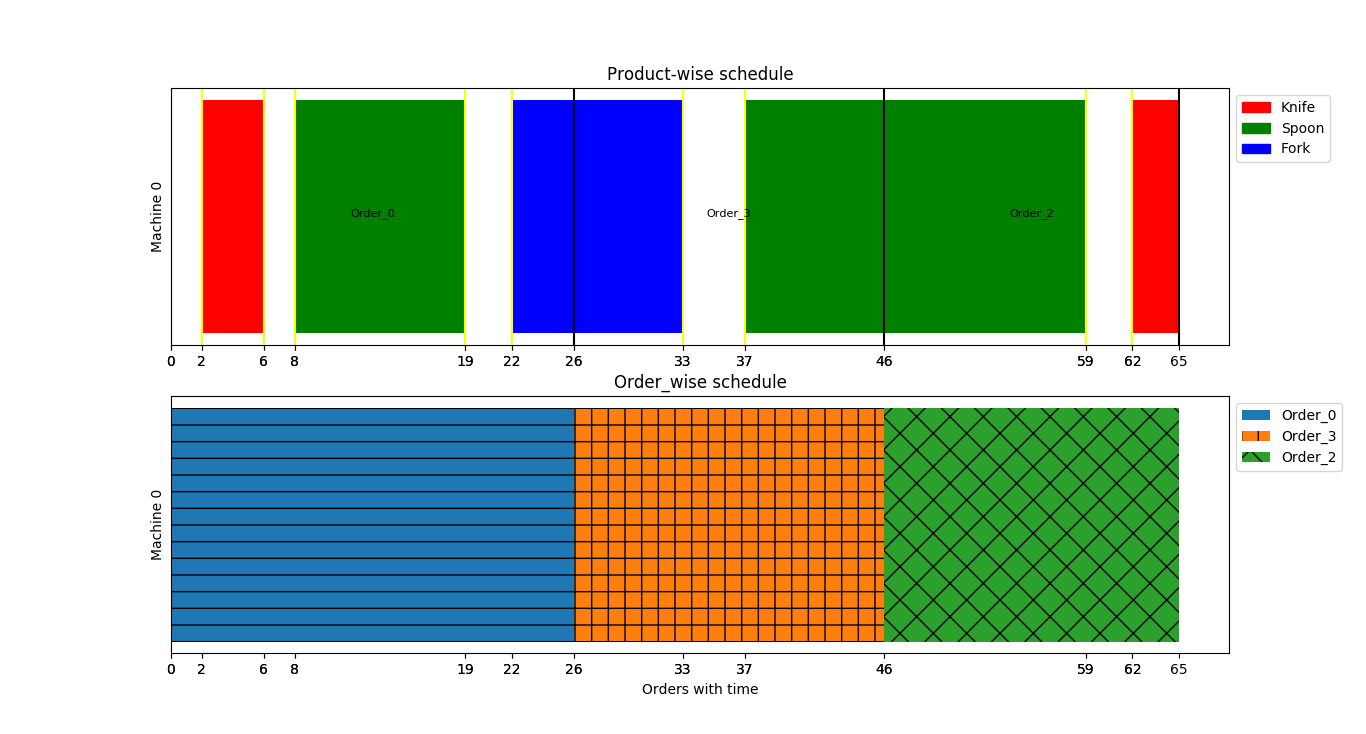 Product-wise schedule
Knife
Spoon
Fork
Machine 0
Order_0
Order_3
Order_2
0 2 6 8 19 22 26 33 37 46 59 62 65
Order_wise schedule
Order_0
Order_3
Order_2
Machine 0
0 2 6 8 19 22 26 33 37 46 59 62 65
Orders with time